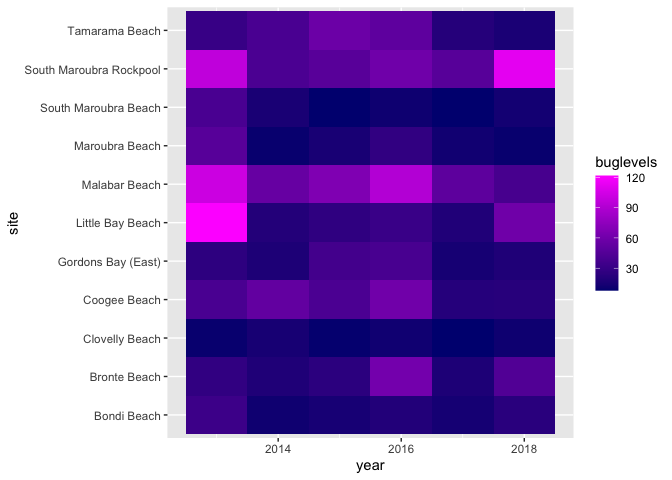 Tamarama Beach
South Maroubra Rockpool
South Maroubra Beach
Maroubra Beach
Malabar Beach
Little Bay Beach
Gordons Bay (East)
Coogee Beach
Clovelly Beach
Bronte Beach
Bondi Beach
site
2014 2016 2018
year
buglevels
120
90
60
30